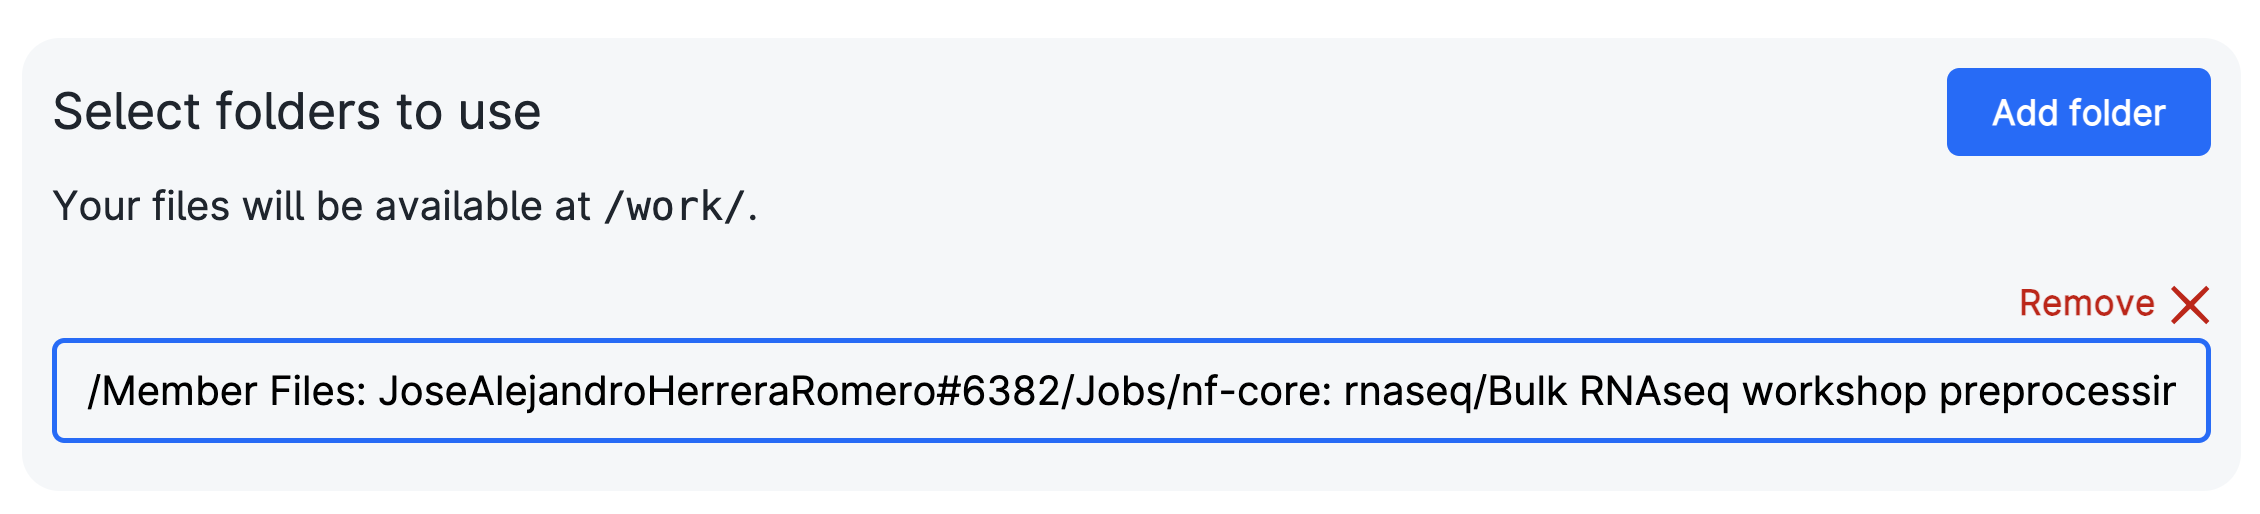 Select folders to use
Add folder
Your files will be available at /work/.
Remove
/Member Files: JoseAlejandroHerreraRomero#6382/Jobs/nf-core: rnaseq/Bulk RNAseq workshop preprocessir